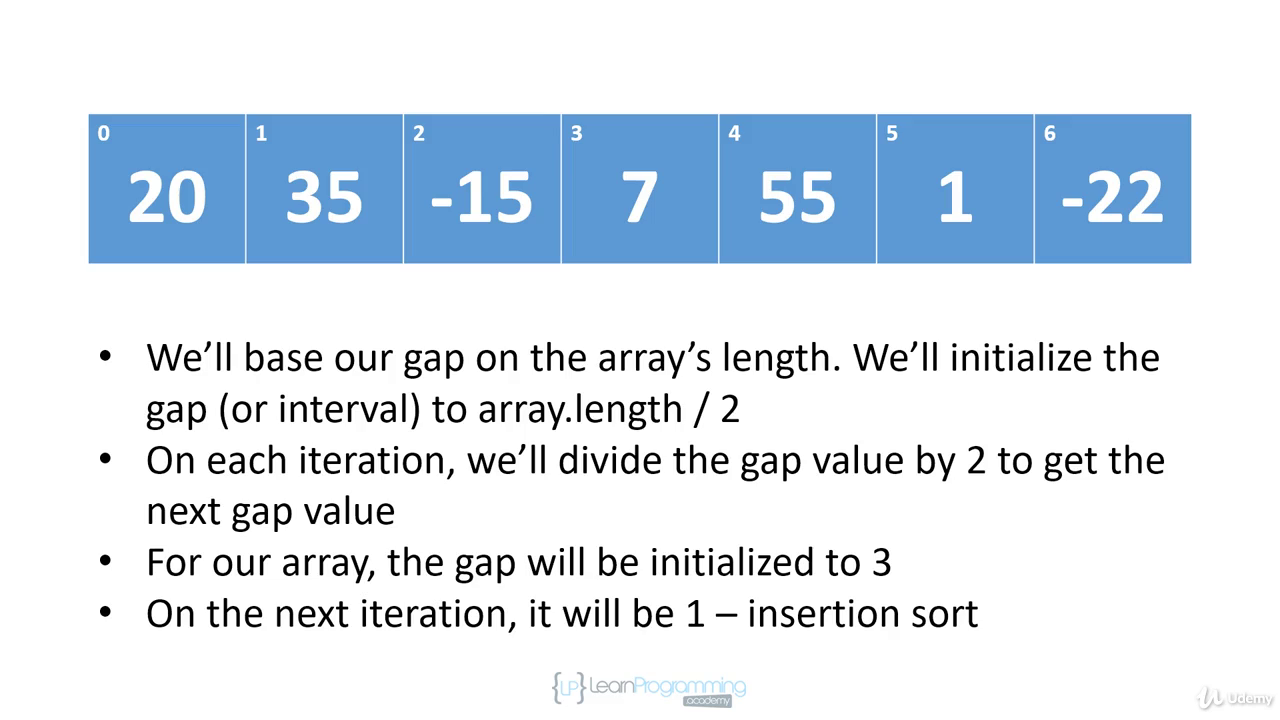 0 1 2 3 4 5 6
20 35 -15 7 55 1 -22
• We’ll base our gap on the array’s length. We’ll initialize the
gap (or interval) to array.length / 2
• On each iteration, we’ll divide the gap value by 2 to get the
next gap value
• For our array, the gap will be initialized to 3
• On the next iteration, it will be 1 – insertion sort
{LP} LearnProgramming
academy
Udemy